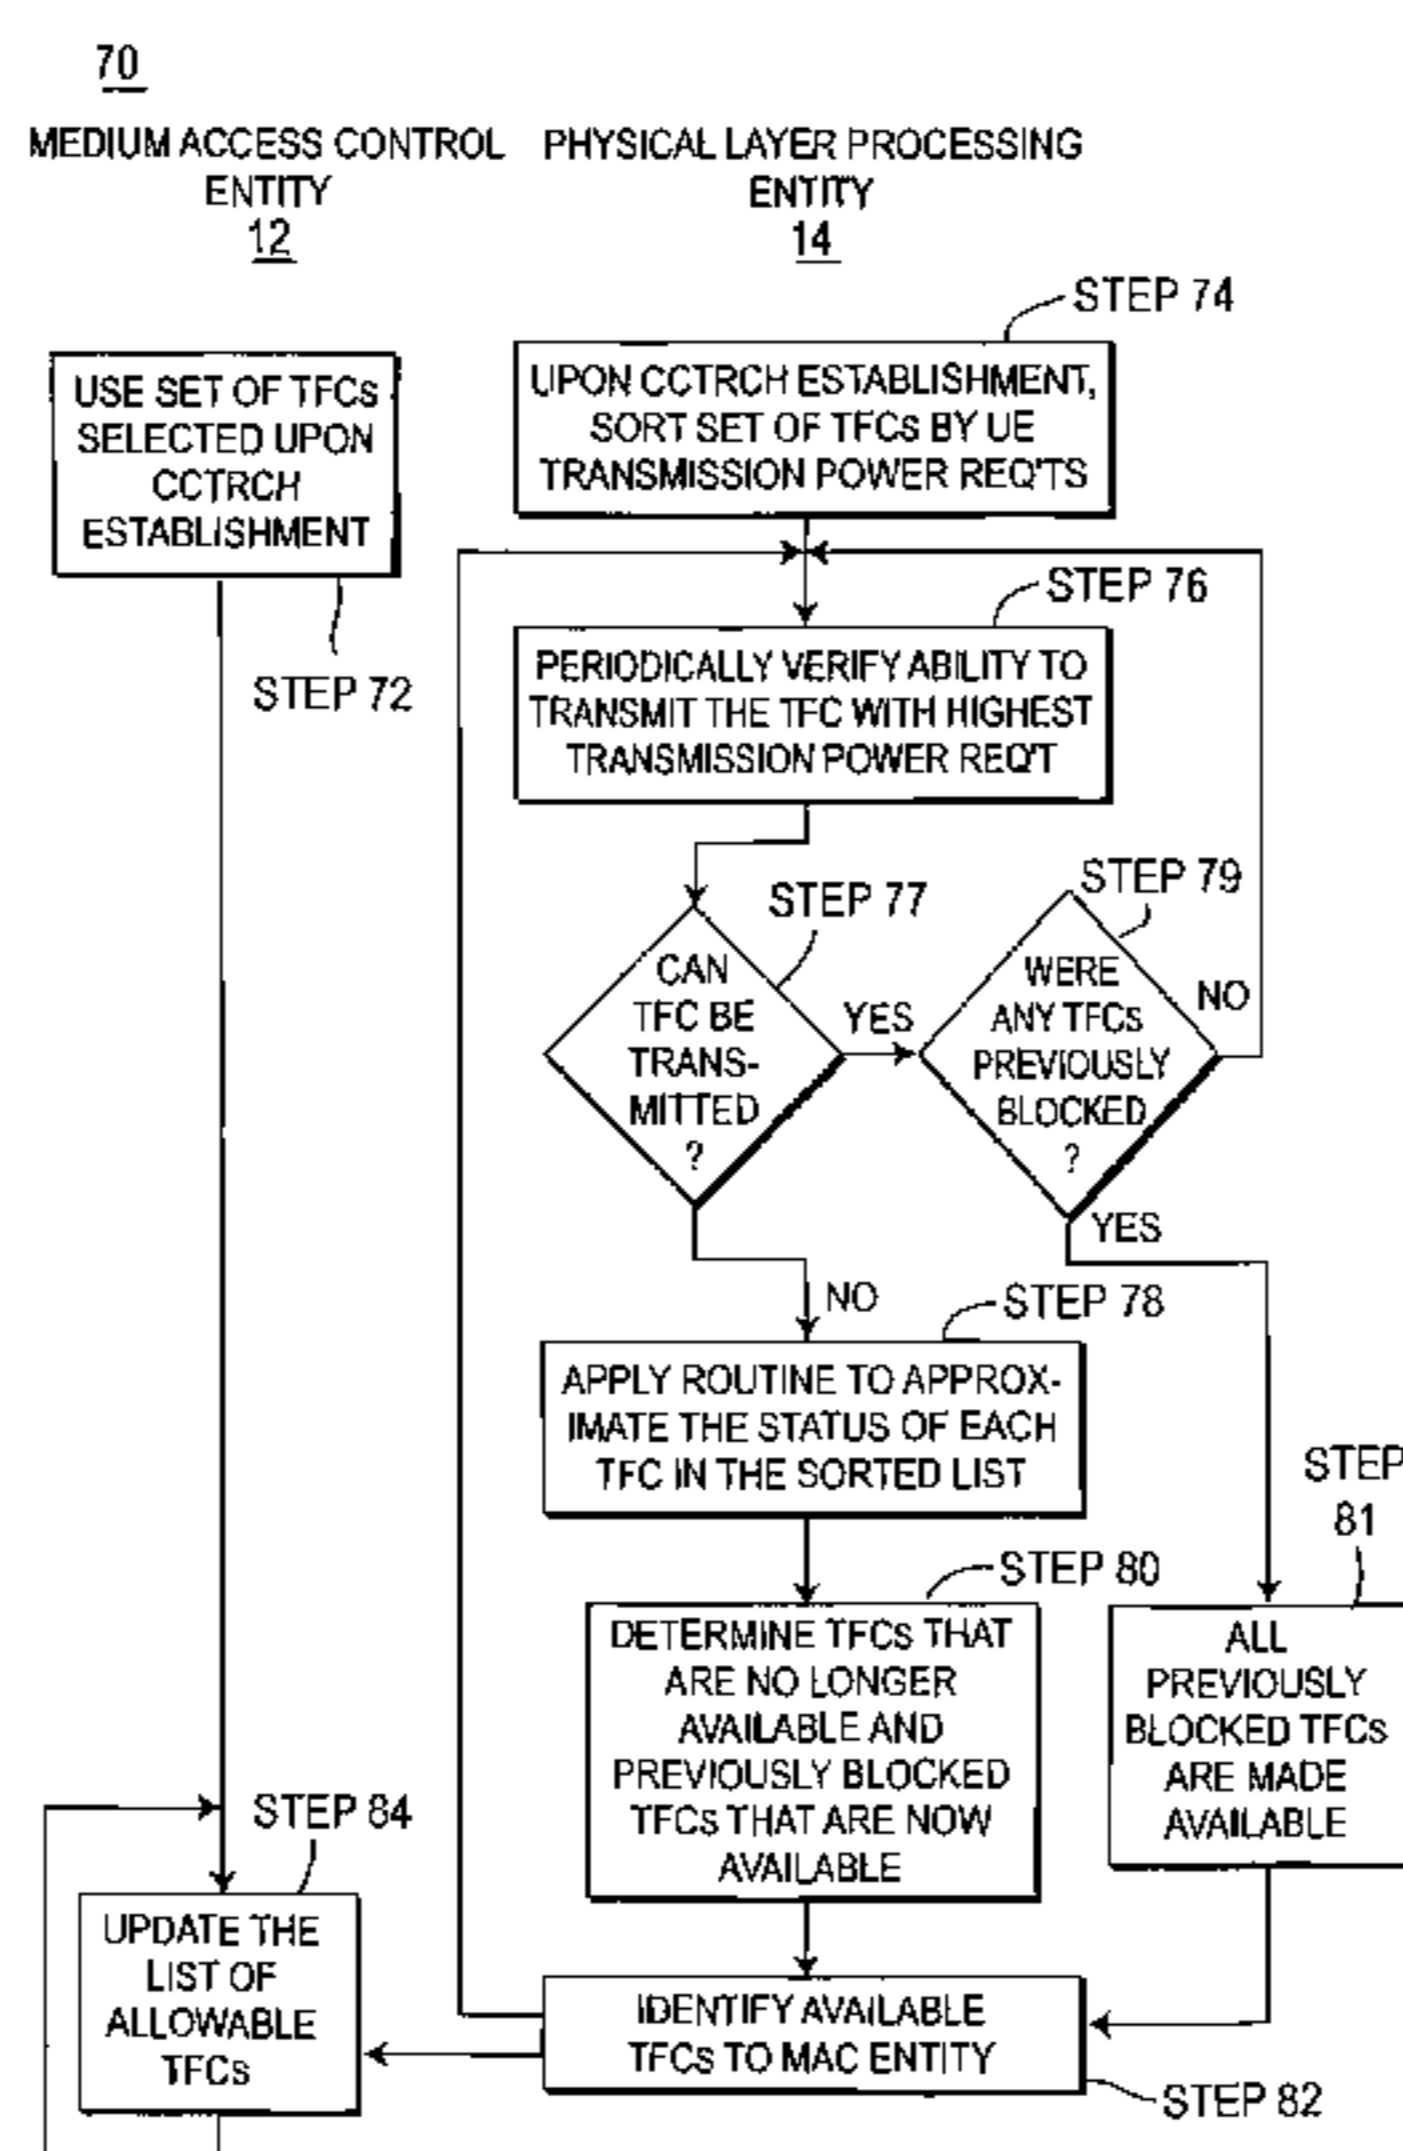 70
MEDIUM ACCESS CONTROL
ENTITY
12
PHYSICAL LAYER PROCESSING
ENTITY
14
STEP 74
USE SET OF TFCs
SELECTED UPON
CCTRCH
ESTABLISHMENT
STEP 72
UPON CCTRCH ESTABLISHMENT,
SORT SET OF TFCs BY UE
TRANSMISSION POWER REQ'TS
STEP 76
PERIODICALLY VERIFY ABILITY TO
TRANSMIT THE TFC WITH HIGHEST
TRANSMISSION POWER REQ'T
STEP 77
CAN
TFC BE
TRANS-
MITTED
?
YES
STEP 79
WERE
ANY TFCs
PREVIOUSLY
BLOCKED
?
NO
YES
NO
STEP 78
APPLY ROUTINE TO APPROX-
IMATE THE STATUS OF EACH
TFC IN THE SORTED LIST
STEP 80
DETERMINE TFCs THAT
ARE NO LONGER
AVAILABLE AND
PREVIOUSLY BLOCKED
TFCs THAT ARE NOW
AVAILABLE
STEP
81
ALL
PREVIOUSLY
BLOCKED TFCs
ARE MADE
AVAILABLE
STEP 84
UPDATE THE
LIST OF
ALLOWABLE
TFCs
IDENTIFY AVAILABLE
TFCs TO MAC ENTITY
STEP 82